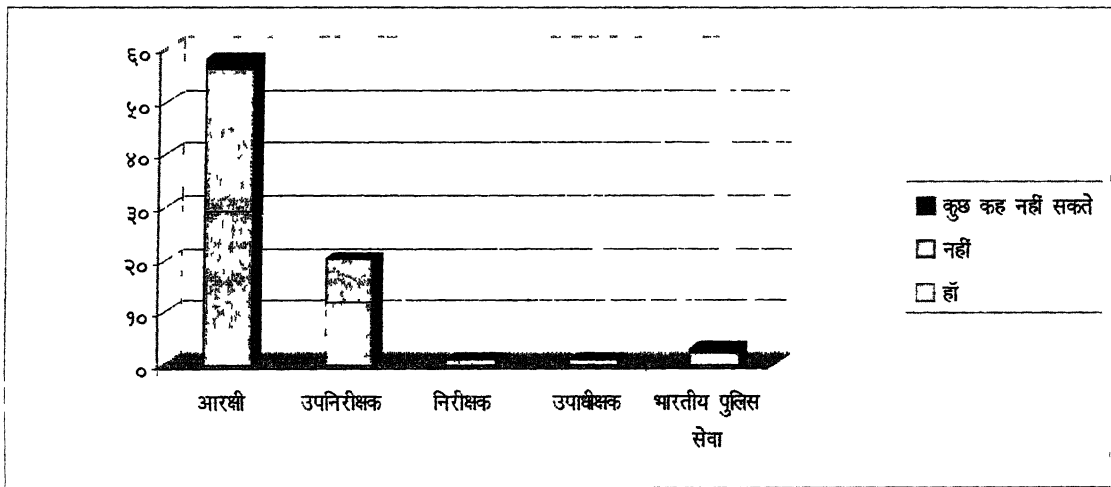 ६०
५०
४०
३०
२०
१०
०
आरक्षी
उपनिरीक्षक
निरीक्षक
उपाधीक्षक
भारतीय पुलिस
सेवा
कुछ कह नहीं सकते
नहीं
हॉ